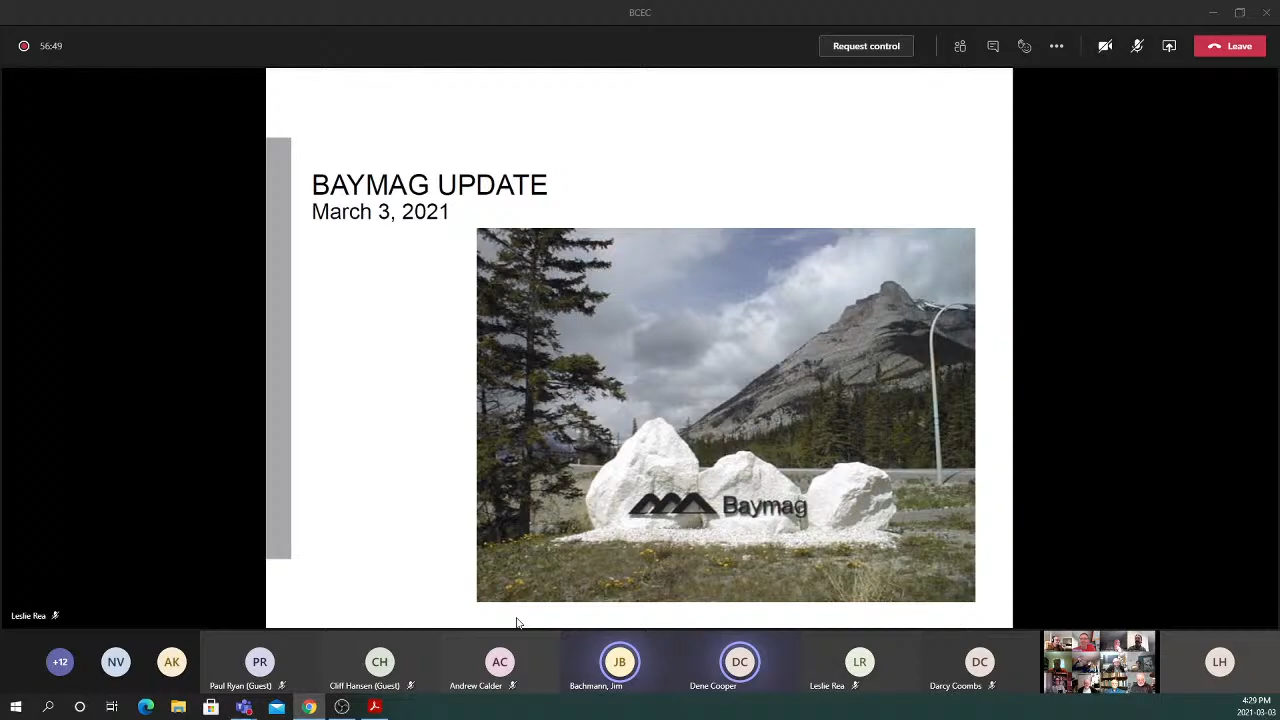 BCEC
56:49
Request control
Leave
BAYMAG UPDATE
March 3, 2021
Baymag
Leslie Rea
+12
NV
AK
PR
CH
AC
JB
DC
LR
DC
LH
Paul Ryan (Guest)
Cliff Hansen (Guest)
Andrew Calder
Bachmann, Jim
Dene Cooper
Leslie Rea
Darcy Coombs
4:29 PM
2021-03-03